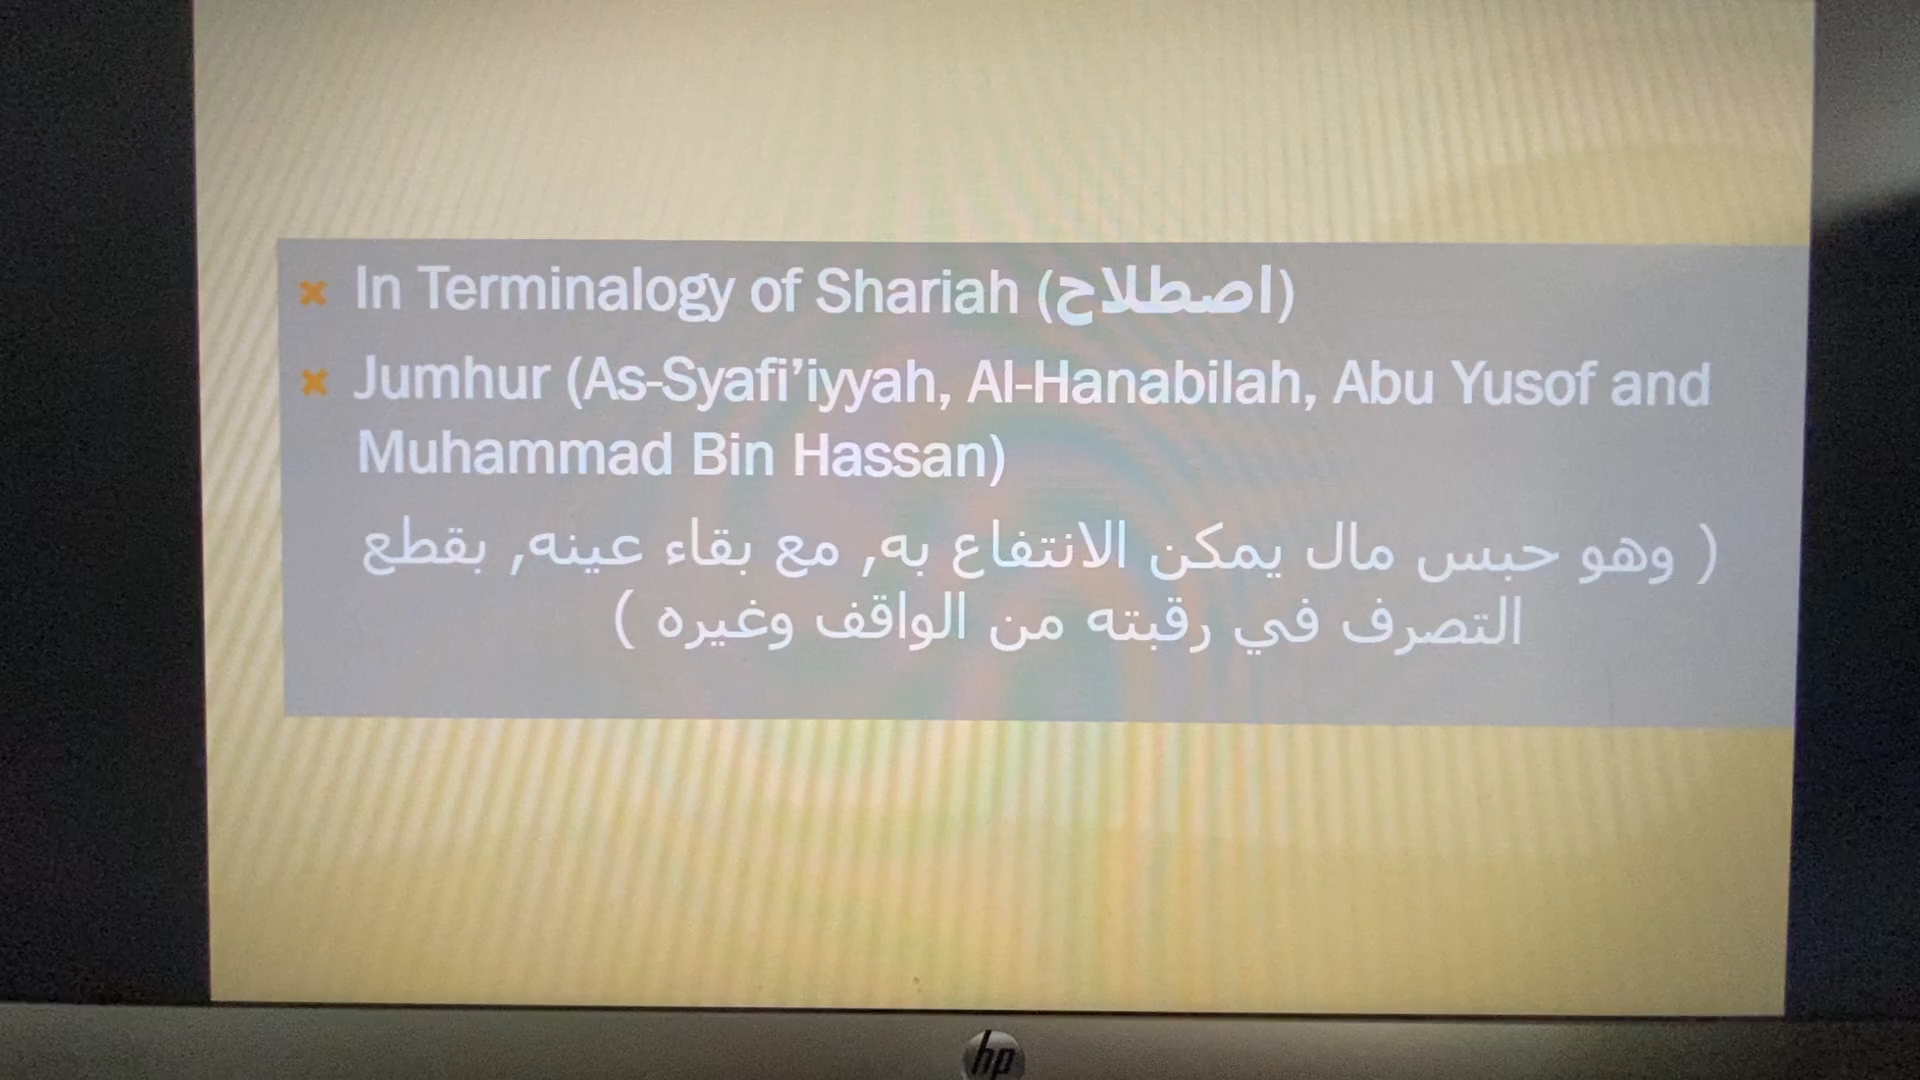 In Terminalogy of Shariah (اصطلاح)
Jumhur (As-Syafi’iyyah, Al-Hanabilah, Abu Yusof and
Muhammad Bin Hassan)
( وهو حبس مال يمكن الانتفاع به, مع بقاء عينه, بقطع
التصرف في رقبته من الواقف وغيره )
hp